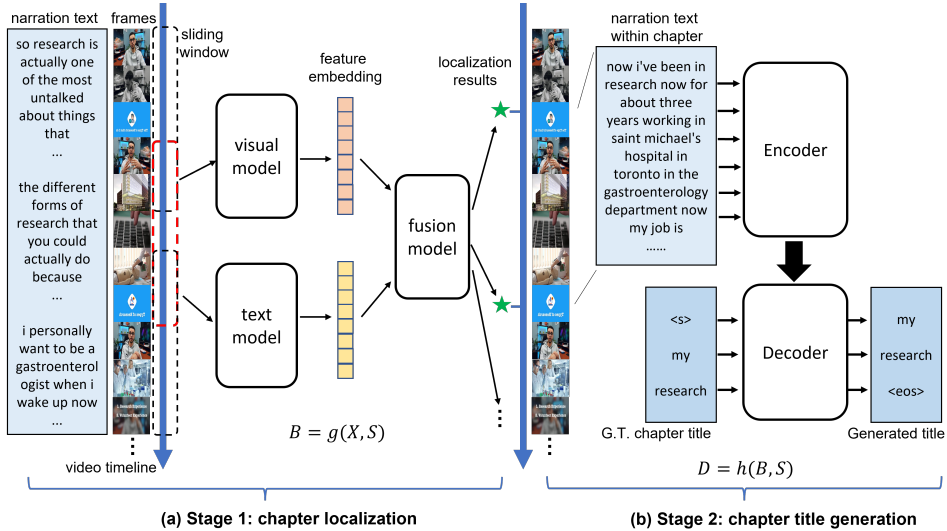 narration text
frames
so research is
actually one
of the most
untalked
about things
that
...
the different
forms of
research that
you could
actually do
because
...
i personally
want to be a
gastroenterol
ogist when i
wake up now
...
video timeline
sliding
window
visual
model
text
model
feature
embedding
fusion
model
localization
results
B = g(X, S)
(a) Stage 1: chapter localization
narration text
within chapter
now i've been in
research now for
about three
years working in
saint michael's
hospital in
toronto in the
gastroenterology
department now
my job is
......
Encoder
Decoder
<s>
my
research
G.T. chapter title
my
research
<eos>
Generated title
D = h(B, S)
(b) Stage 2: chapter title generation